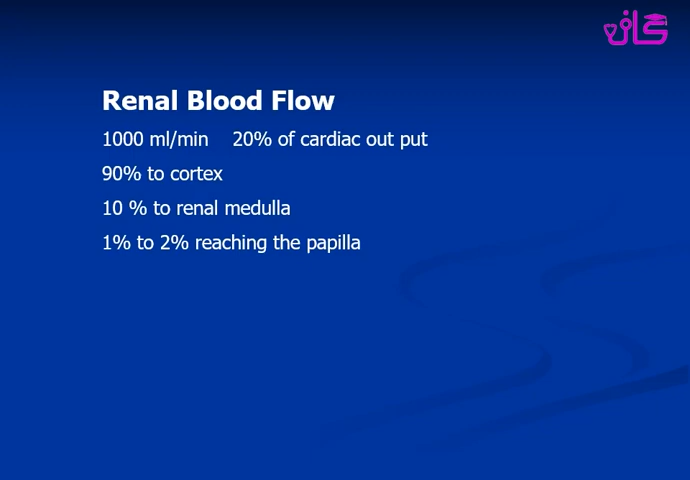 كان
Renal Blood Flow
1000 ml/min 20% of cardiac out put
90% to cortex
10 % to renal medulla
1% to 2% reaching the papilla